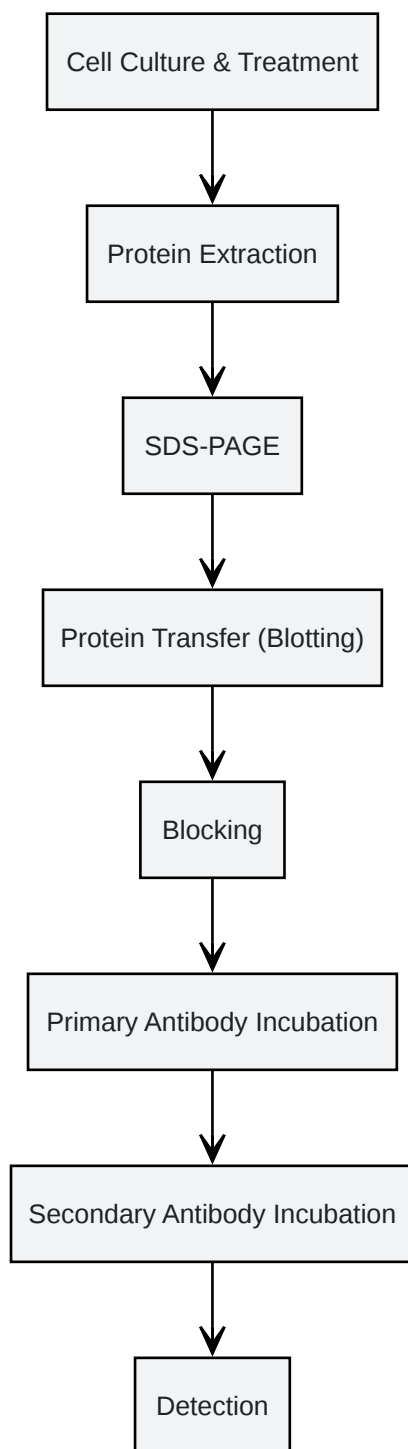 Cell Culture & Treatment
Protein Extraction
SDS-PAGE
Protein Transfer (Blotting)
Blocking
Primary Antibody Incubation
Secondary Antibody Incubation
Detection